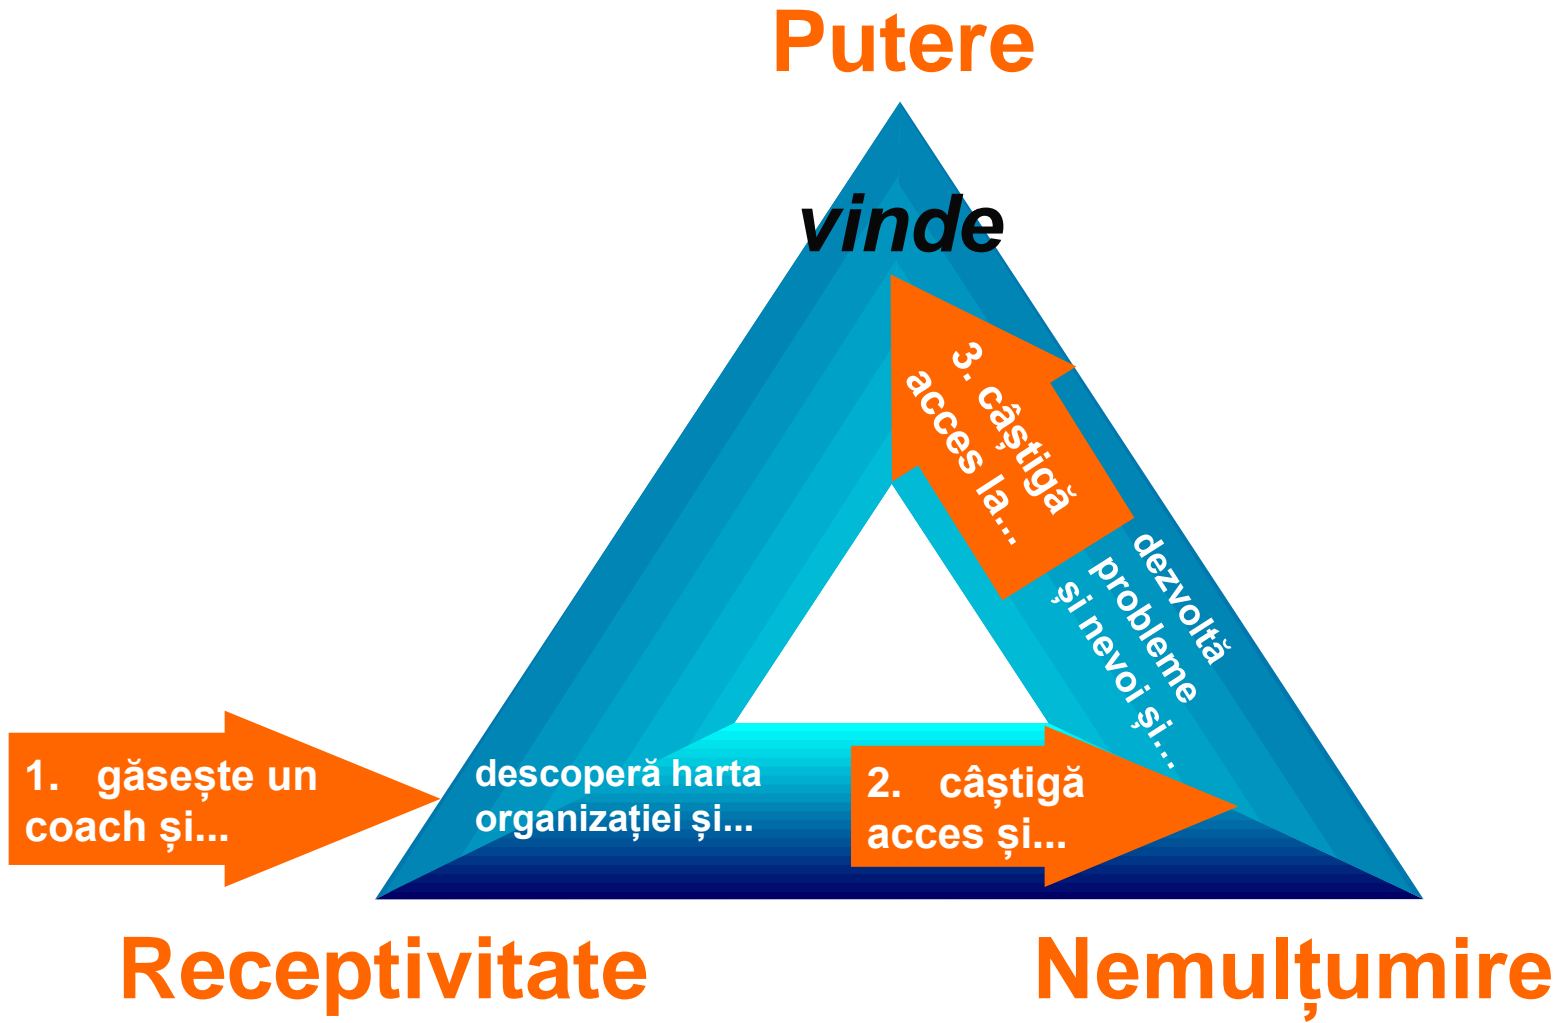 Putere
vinde
3. câștigă
acces la...
dezvoltă
probleme
și nevoi și...
1. găsește un
coach și...
descoperă harta
organizației și...
2. câștigă
acces și...
Receptivitate
Nemulțumire